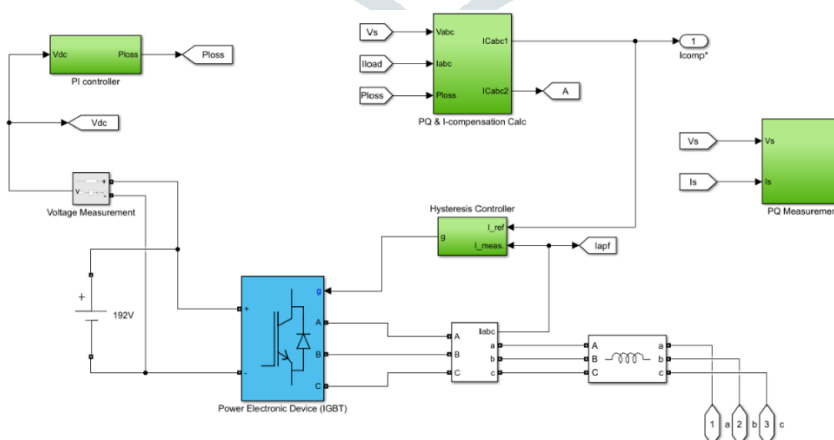 Vs
Vabc
ICabc1
1
Icomp*
Iload
Iabc
Ploss
Ploss
ICabc2
A
PQ & I-compensation Calc
Vdc
Ploss
Ploss
PI controller
Vdc
Vs
Vs
Is
Is
PQ Measuremen
v
+
-
Voltage Measurement
Hysteresis Controller
g
I_ref
I_meas.
Iapf
+
192V
+
-
g
A
B
C
Power Electronic Device (IGBT)
A
B
C
Iabc
a
b
c
A
B
C
a
b
c
1 a 2 b 3 c